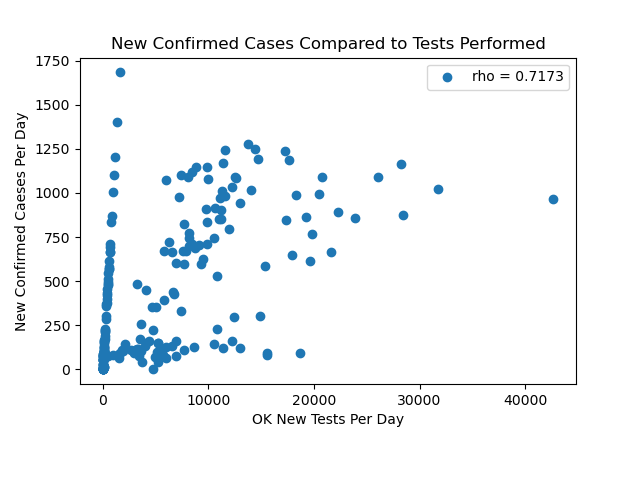 New Confirmed Cases Compared to Tests Performed
rho = 0.7173
1750
1500
1250
1000
750
500
250
0
New Confirmed Caeses Per Day
0 10000 20000 30000 40000
OK New Tests Per Day